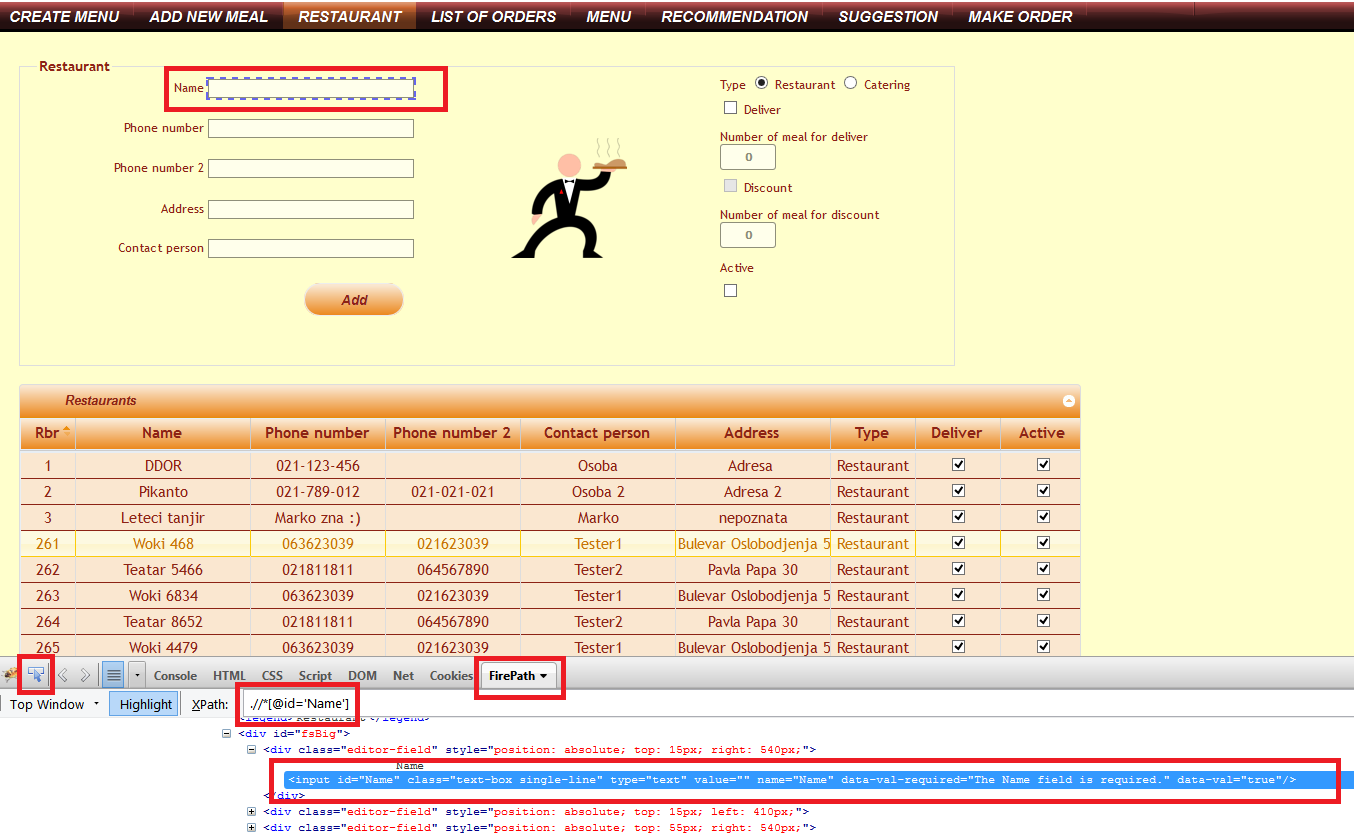 CREATE MENU ADD NEW MEAL RESTAURANT LIST OF ORDERS MENU RECOMMENDATION SUGGESTION MAKE ORDER
Restaurant
Name
Phone number
Phone number 2
Address
Contact person
Add
Type Restaurant Catering
Deliver
Number of meal for deliver
0
Discount
Number of meal for discount
0
Active
Restaurants
Rbr Name Phone number Phone number 2 Contact person Address Type Deliver Active
1 DDOR 021-123-456 Osoba Adresa Restaurant
2 Pikanto 021-789-012 021-021-021 Osoba 2 Adresa 2 Restaurant
3 Leteci tanjir Marko zna :) Marko nepoznata Restaurant
261 Woki 468 063623039 021623039 Tester1 Bulevar Oslobodjenja 5 Restaurant
262 Teatar 5466 021811811 064567890 Tester2 Pavla Papa 30 Restaurant
263 Woki 6834 063623039 021623039 Tester1 Bulevar Oslobodjenja 5 Restaurant
264 Teatar 8652 021811811 064567890 Tester2 Pavla Papa 30 Restaurant
265 Woki 4479 063623039 021623039 Tester1 Bulevar Oslobodjenja 5 Restaurant
Console HTML CSS Script DOM Net Cookies FirePath
Top Window Highlight XPath: .//*[@id='Name']
<legend>Restaurant</legend>
<div id="fsBig">
<div class="editor-field" style="position: absolute; top: 15px; right: 540px;">
Name
<input id="Name" class="text-box single-line" type="text" value="" name="Name" data-val-required="The Name field is required." data-val="true"/>
</div>
<div class="editor-field" style="position: absolute; top: 15px; left: 410px;">
<div class="editor-field" style="position: absolute; top: 55px; right: 540px;">